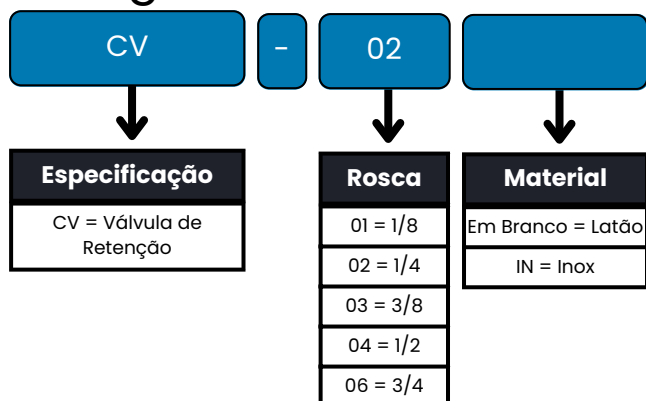 CV - 02
Especificação
CV = Válvula de
Retenção
Rosca
01 = 1/8
02 = 1/4
03 = 3/8
04 = 1/2
06 = 3/4
Material
Em Branco = Latão
IN = Inox